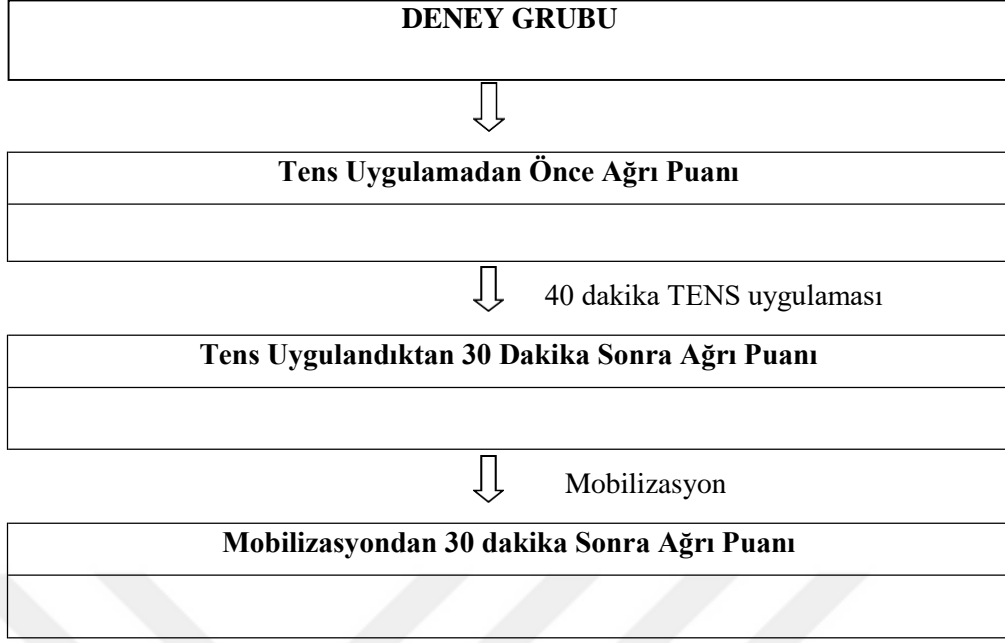 DENEY GRUBU
Tens Uygulamadan Önce Ağrı Puanı
40 dakika TENS uygulaması
Tens Uygulandıktan 30 Dakika Sonra Ağrı Puanı
Mobilizasyon
Mobilizasyondan 30 dakika Sonra Ağrı Puanı